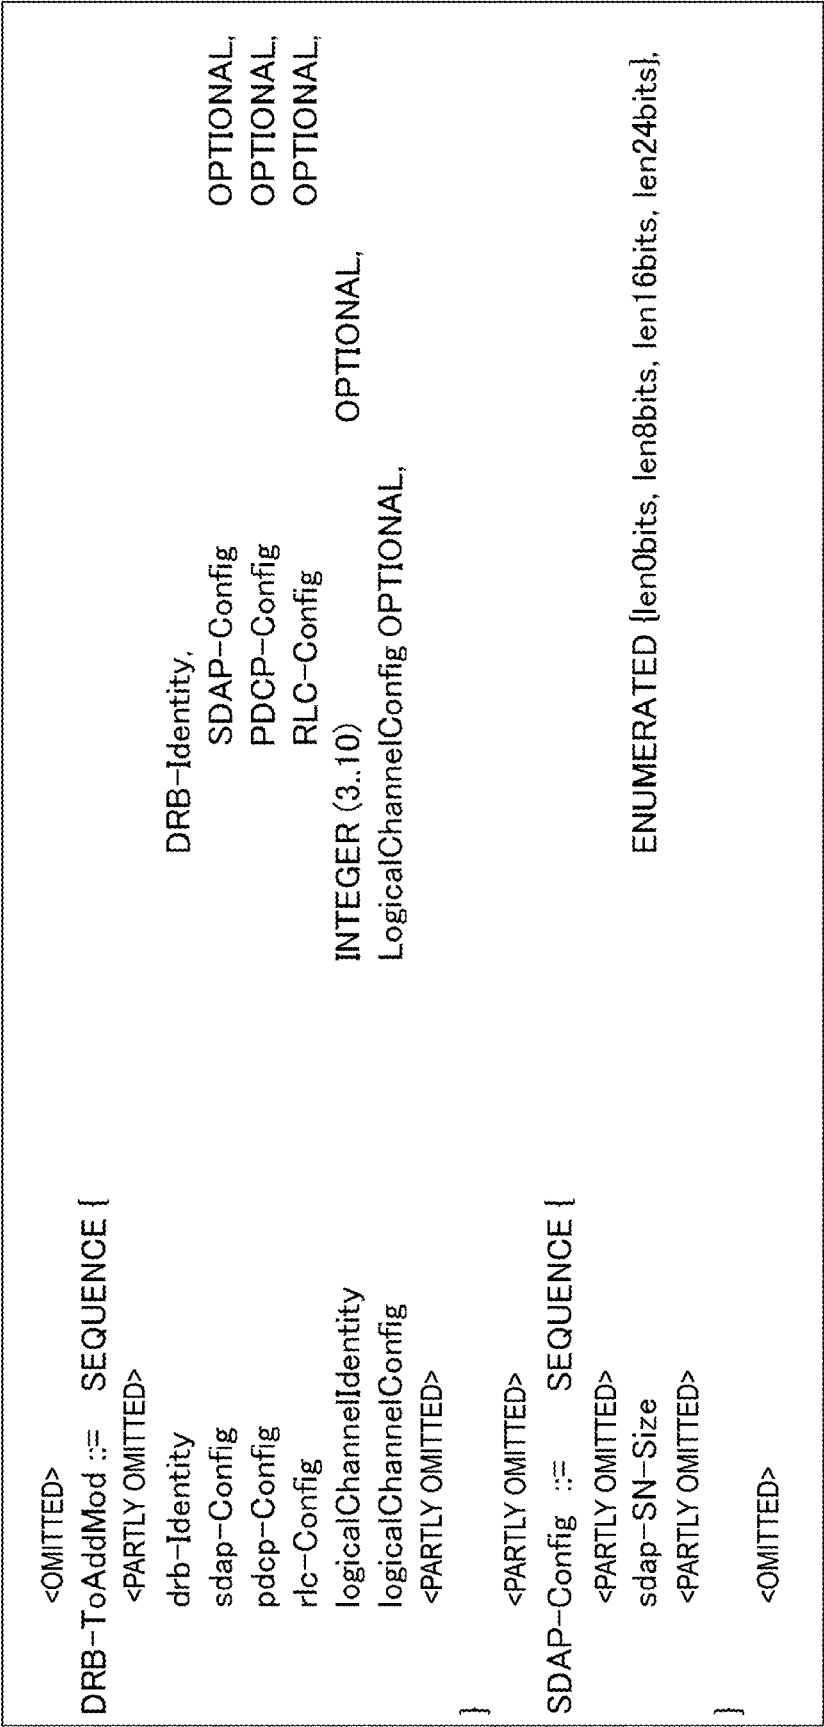 <OMITTED>
DRB-ToAddMod ::= SEQUENCE {
<PARTLY OMITTED>
drb-Identity DRB-Identity,
sdap-Config SDAP-Config OPTIONAL,
pdcp-Config PDCP-Config OPTIONAL,
rlc-Config RLC-Config OPTIONAL,
logicalChannelIdentity INTEGER (3..10) OPTIONAL,
logicalChannelConfig LogicalChannelConfig OPTIONAL,
<PARTLY OMITTED>
}
<PARTLY OMITTED>
SDAP-Config ::= SEQUENCE {
<PARTLY OMITTED>
sdap-SN-Size ENUMERATED {len0bits, len8bits, len16bits, len24bits},
<PARTLY OMITTED>
}
<OMITTED>